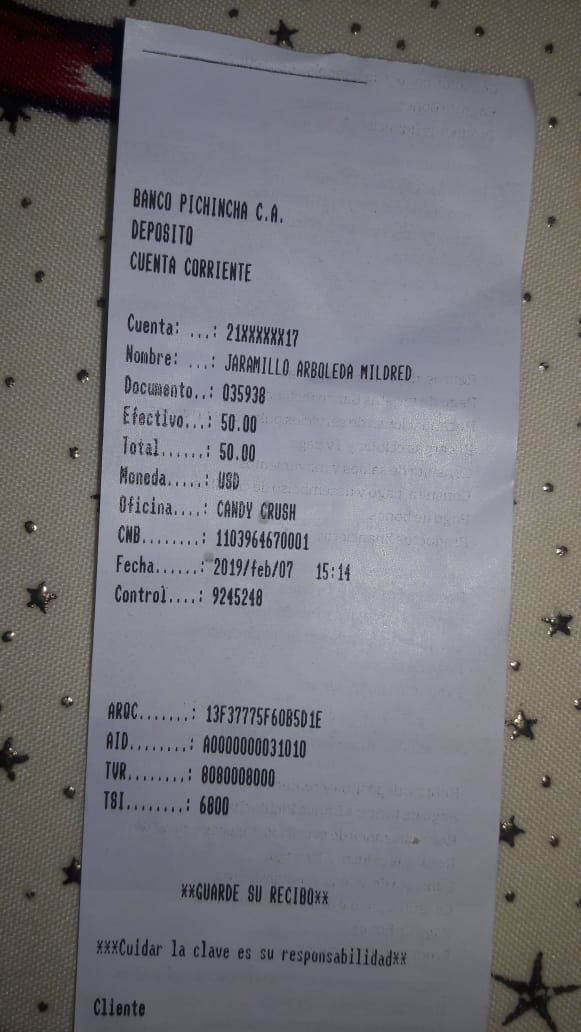 BANCO PICHINCHA C.A.
DEPOSITO
CUENTA CORRIENTE
Cuenta: ...: 21XXXXXX17
Nombre: ...: JARAMILLO ARBOLEDA MILDRED
Documento..: 035938
Efectivo...: 50.00
Total......: 50.00
Moneda.....: USD
Oficina....: CANDY CRUSH
CNB........: 1103964670001
Fecha......: 2019/feb/07 15:14
Control....: 9245248
ARQC.......: 13F37775F60B5D1E
AID........: A0000000031010
TVR........: 8080008000
TSI........: 6800
**GUARDE SU RECIBO**
***Cuidar la clave es su responsabilidad**
Cliente